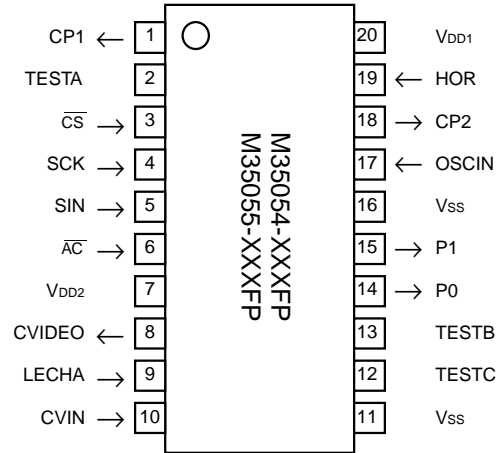 CP1 ← 1 20 VDD1
TESTA 2 19 ← HOR
CS → 3 18 → CP2
SCK → 4 17 ← OSCIN
SIN → 5 16 Vss
AC → 6 15 → P1
VDD2 7 14 → P0
CVIDEO ← 8 13 TESTB
LECHA → 9 12 TESTC
CVIN → 10 11 Vss
M35054-XXXFP
M35055-XXXFP